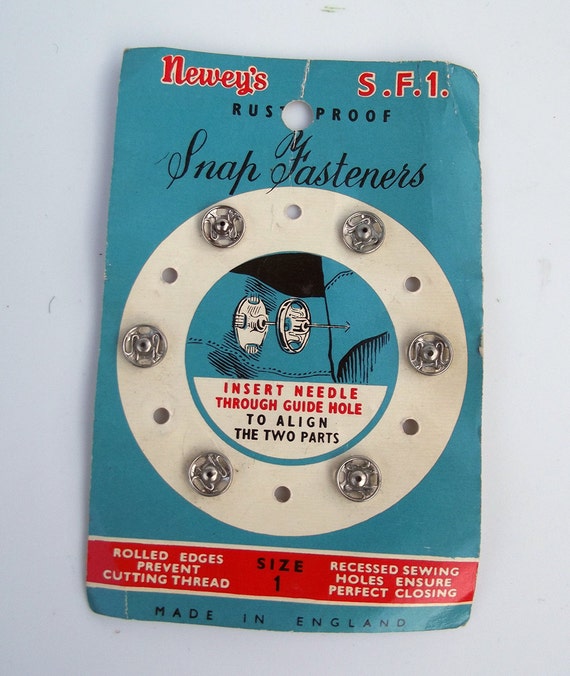 Newey's S.F.1.
RUST PROOF
Snap Fasteners
INSERT NEEDLE
THROUGH GUIDE HOLE
TO ALIGN
THE TWO PARTS
ROLLED EDGES
PREVENT
CUTTING THREAD
SIZE
1
RECESSED SEWING
HOLES ENSURE
PERFECT CLOSING
MADE IN ENGLAND